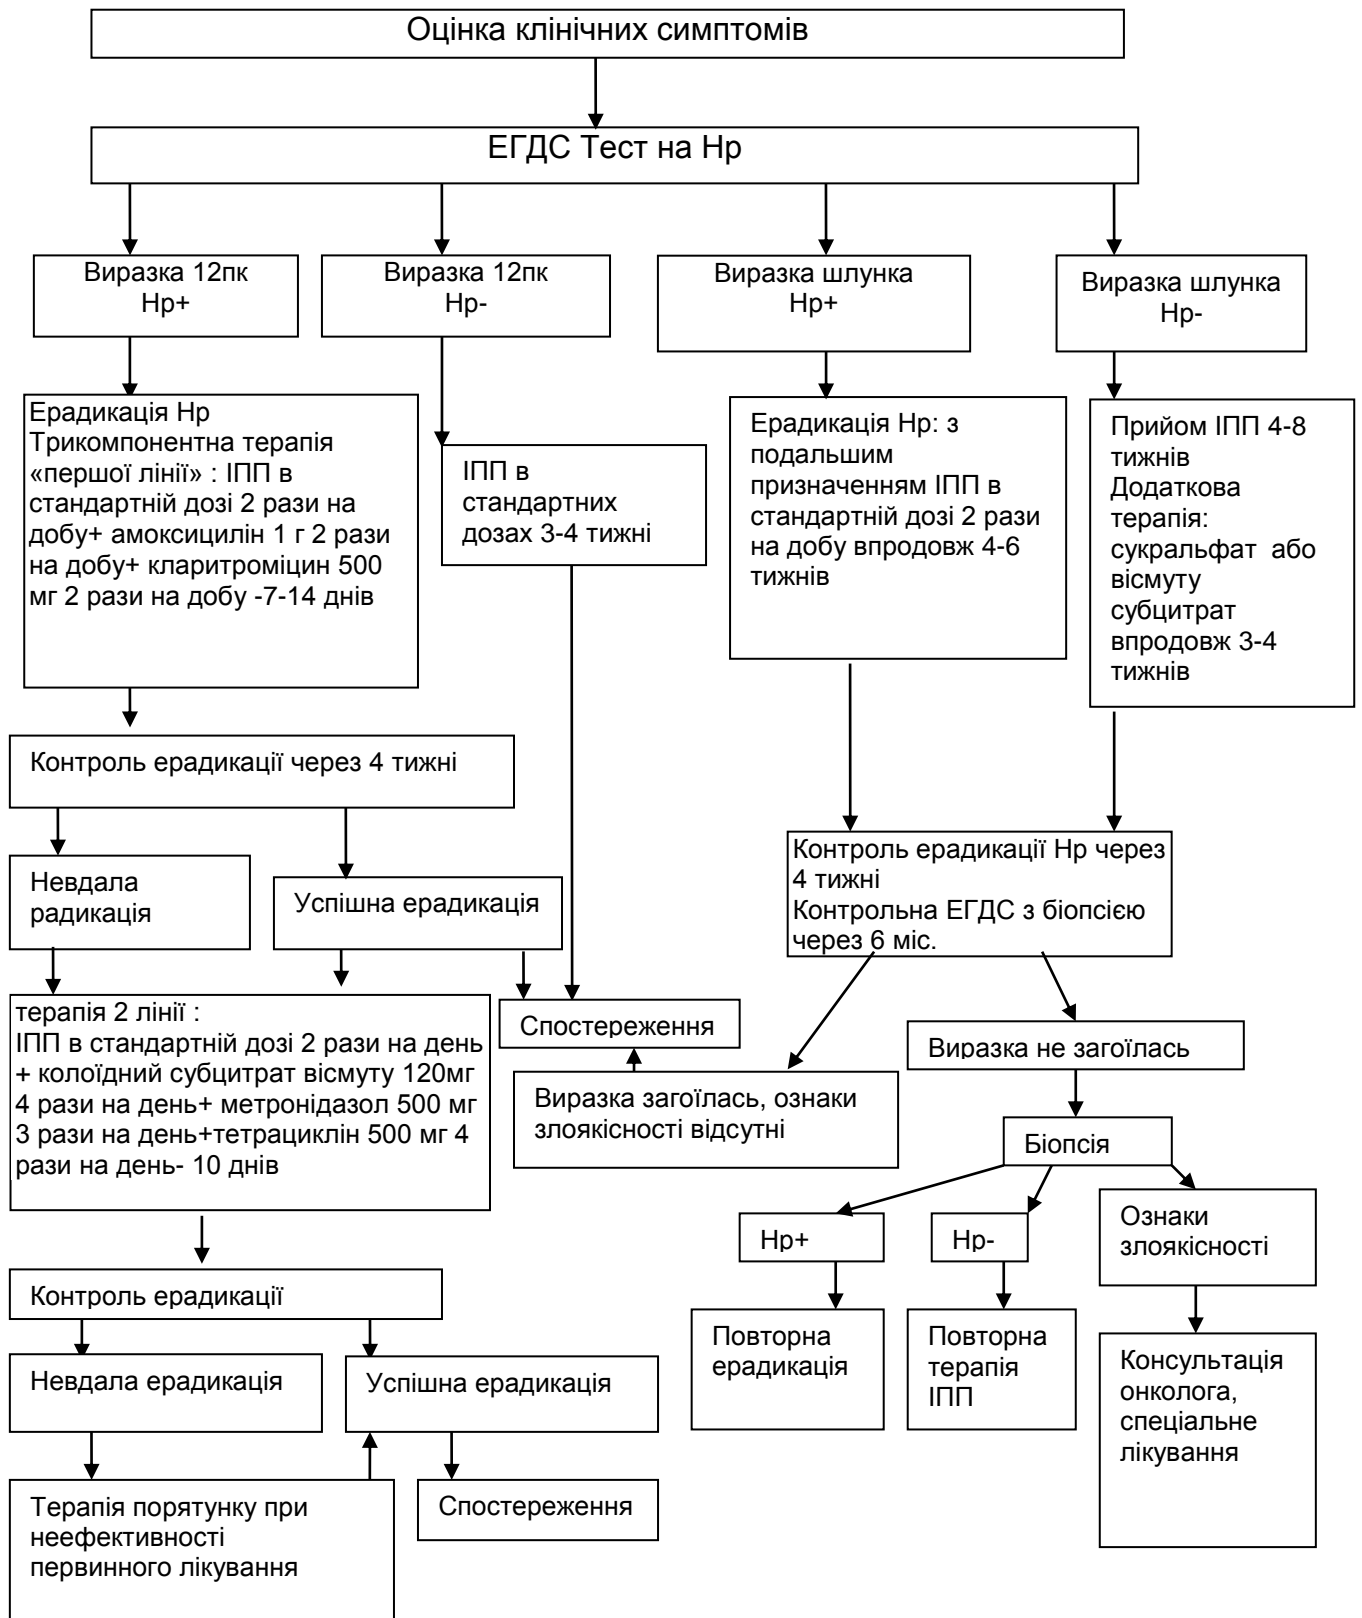 Оцінка клінічних симптомів
ЕГДС Тест на Нр
Виразка 12пк
Нр+
Виразка 12пк
Нр-
Виразка шлунка
Нр+
Виразка шлунка
Нр-
Ерадикація Нр
Трикомпонентна терапія
«першої лінії» : ІПП в
стандартній дозі 2 рази на
добу+ амоксицилін 1 г 2 рази
на добу+ кларитроміцин 500
мг 2 рази на добу -7-14 днів
ІПП в
стандартних
дозах 3-4 тижні
Ерадикація Нр: з
подальшим
призначенням ІПП в
стандартній дозі 2 рази
на добу впродовж 4-6
тижнів
Прийом ІПП 4-8
тижнів
Додаткова
терапія:
сукральфат або
вісмуту
субцитрат
впродовж 3-4
тижнів
Контроль ерадикації через 4 тижні
Невдала
радикація
Успішна ерадикація
Контроль ерадикації Нр через
4 тижні
Контрольна ЕГДС з біопсією
через 6 міс.
терапія 2 лінії :
ІПП в стандартній дозі 2 рази на день
+ колоїдний субцитрат вісмуту 120мг
4 рази на день+ метронідазол 500 мг
3 рази на день+тетрациклін 500 мг 4
рази на день- 10 днів
Спостереження
Виразка загоїлась, ознаки
злоякісності відсутні
Виразка не загоїлась
Біопсія
Нр+
Нр-
Ознаки
злоякісності
Контроль ерадикації
Повторна
ерадикація
Повторна
терапія
ІПП
Консультація
онколога,
спеціальне
лікування
Невдала ерадикація
Успішна ерадикація
Терапія порятунку при
неефективності
первинного лікування
Спостереження